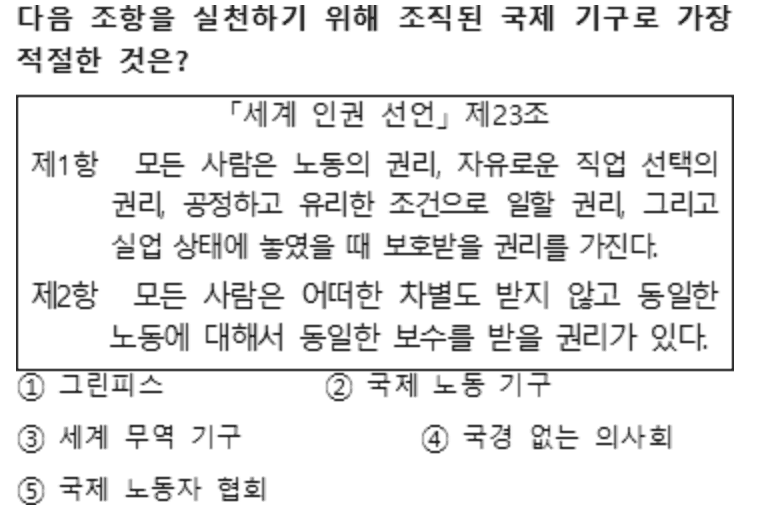 다음 조항을 실천하기 위해 조직된 국제 기구로 가장
적절한 것은?
「세계 인권 선언」 제23조
제1항 모든 사람은 노동의 권리, 자유로운 직업 선택의
권리, 공정하고 유리한 조건으로 일할 권리, 그리고
실업 상태에 놓였을 때 보호받을 권리를 가진다.
제2항 모든 사람은 어떠한 차별도 받지 않고 동일한
노동에 대해서 동일한 보수를 받을 권리가 있다.
① 그린피스 ② 국제 노동 기구
③ 세계 무역 기구 ④ 국경 없는 의사회
⑤ 국제 노동자 협회